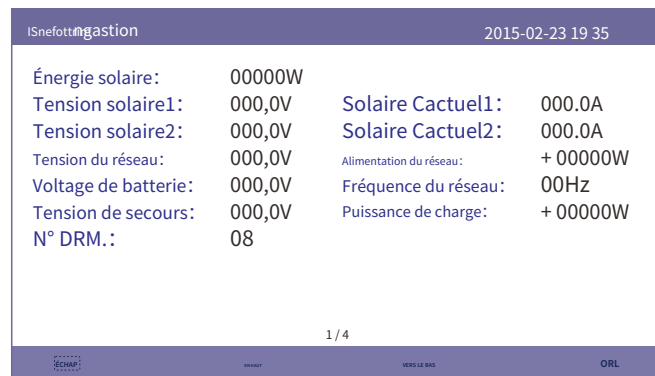 2015-02-23 19 35
Énergie solaire: 00000W
Tension solaire1: 000,0V Solaire Cactuel1: 000.0A
Tension solaire2: 000,0V Solaire Cactuel2: 000.0A
Tension du réseau: 000,0V Alimentation du réseau: + 00000W
Voltage de batterie: 000,0V Fréquence du réseau: 00Hz
Tension de secours: 000,0V Puissance de charge: + 00000W
N° DRM.: 08
1 / 4
ÉCHAP VERS LE BAS ORL